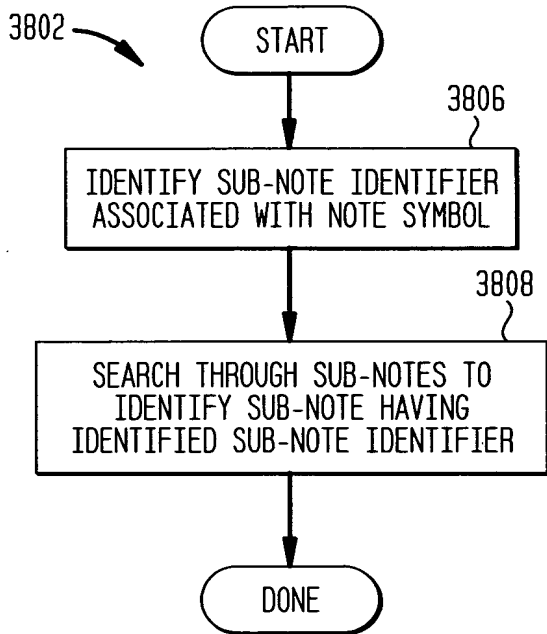 3802
START
3806
IDENTIFY SUB-NOTE IDENTIFIER
ASSOCIATED WITH NOTE SYMBOL
3808
SEARCH THROUGH SUB-NOTES TO
IDENTIFY SUB-NOTE HAVING
IDENTIFIED SUB-NOTE IDENTIFIER
DONE